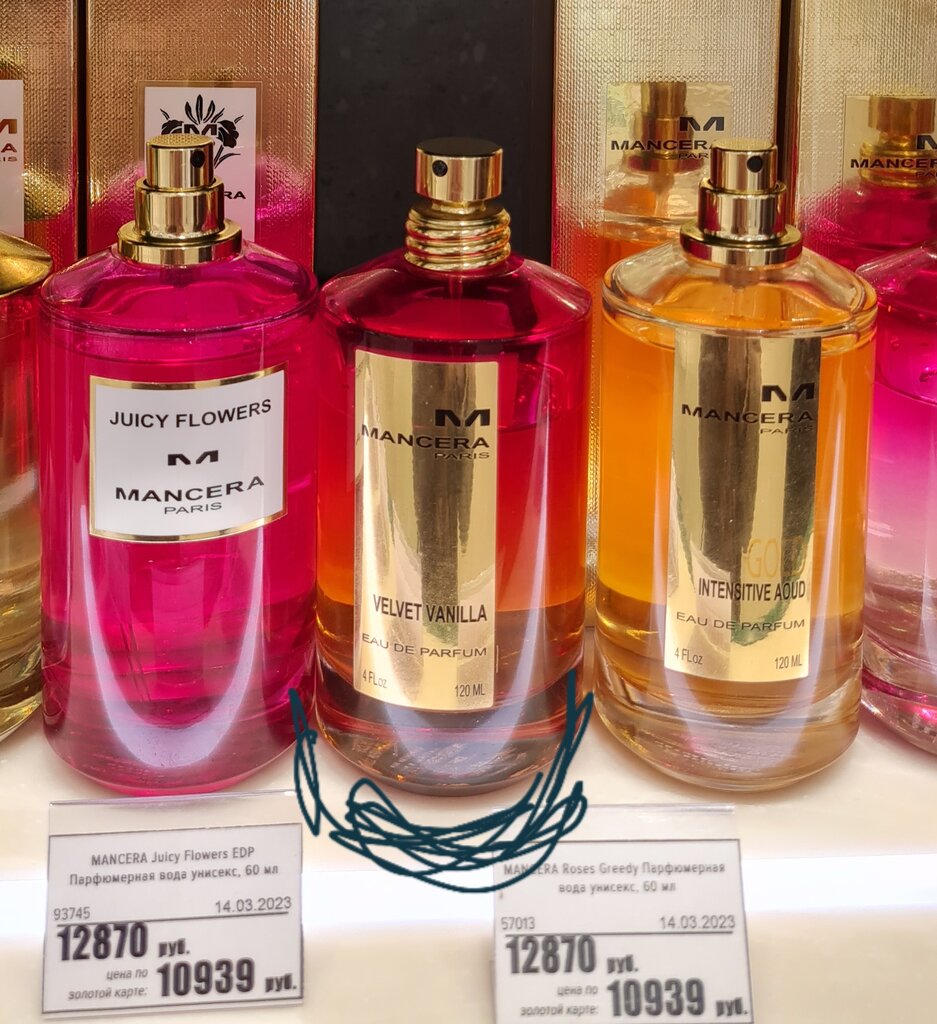 JUICY FLOWERS
M
MANCERA
PARIS
M
MANCERA
PARIS
VELVET VANILLA
EAU DE PARFUM
4 FLoz 120 ML
M
MANCERA
PARIS
M
MANCERA
PARIS
GOLD
INTENSITIVE AOUD
EAU DE PARFUM
4 FLoz 120 ML
M
MANCERA
MANCERA Juicy Flowers EDP
Парфюмерная вода унисекс, 60 мл
93745 14.03.2023
12870 руб.
цена по
золотой карте: 10939 руб.
MANCERA Roses Greedy Парфюмерная
вода унисекс, 60 мл
57013 14.03.2023
12870 руб.
цена по
золотой карте: 10939 руб.